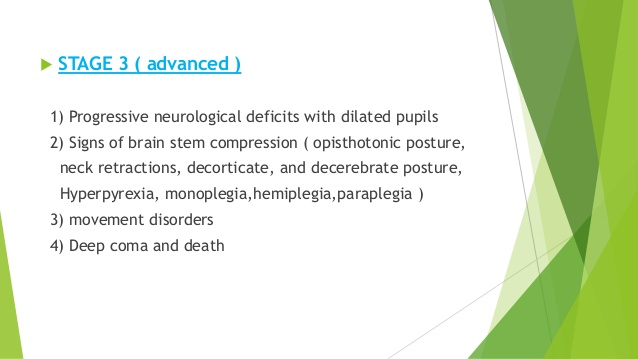 STAGE 3 ( advanced )
1) Progressive neurological deficits with dilated pupils
2) Signs of brain stem compression ( opisthotonic posture,
neck retractions, decorticate, and decerebrate posture,
Hyperpyrexia, monoplegia,hemiplegia,paraplegia )
3) movement disorders
4) Deep coma and death